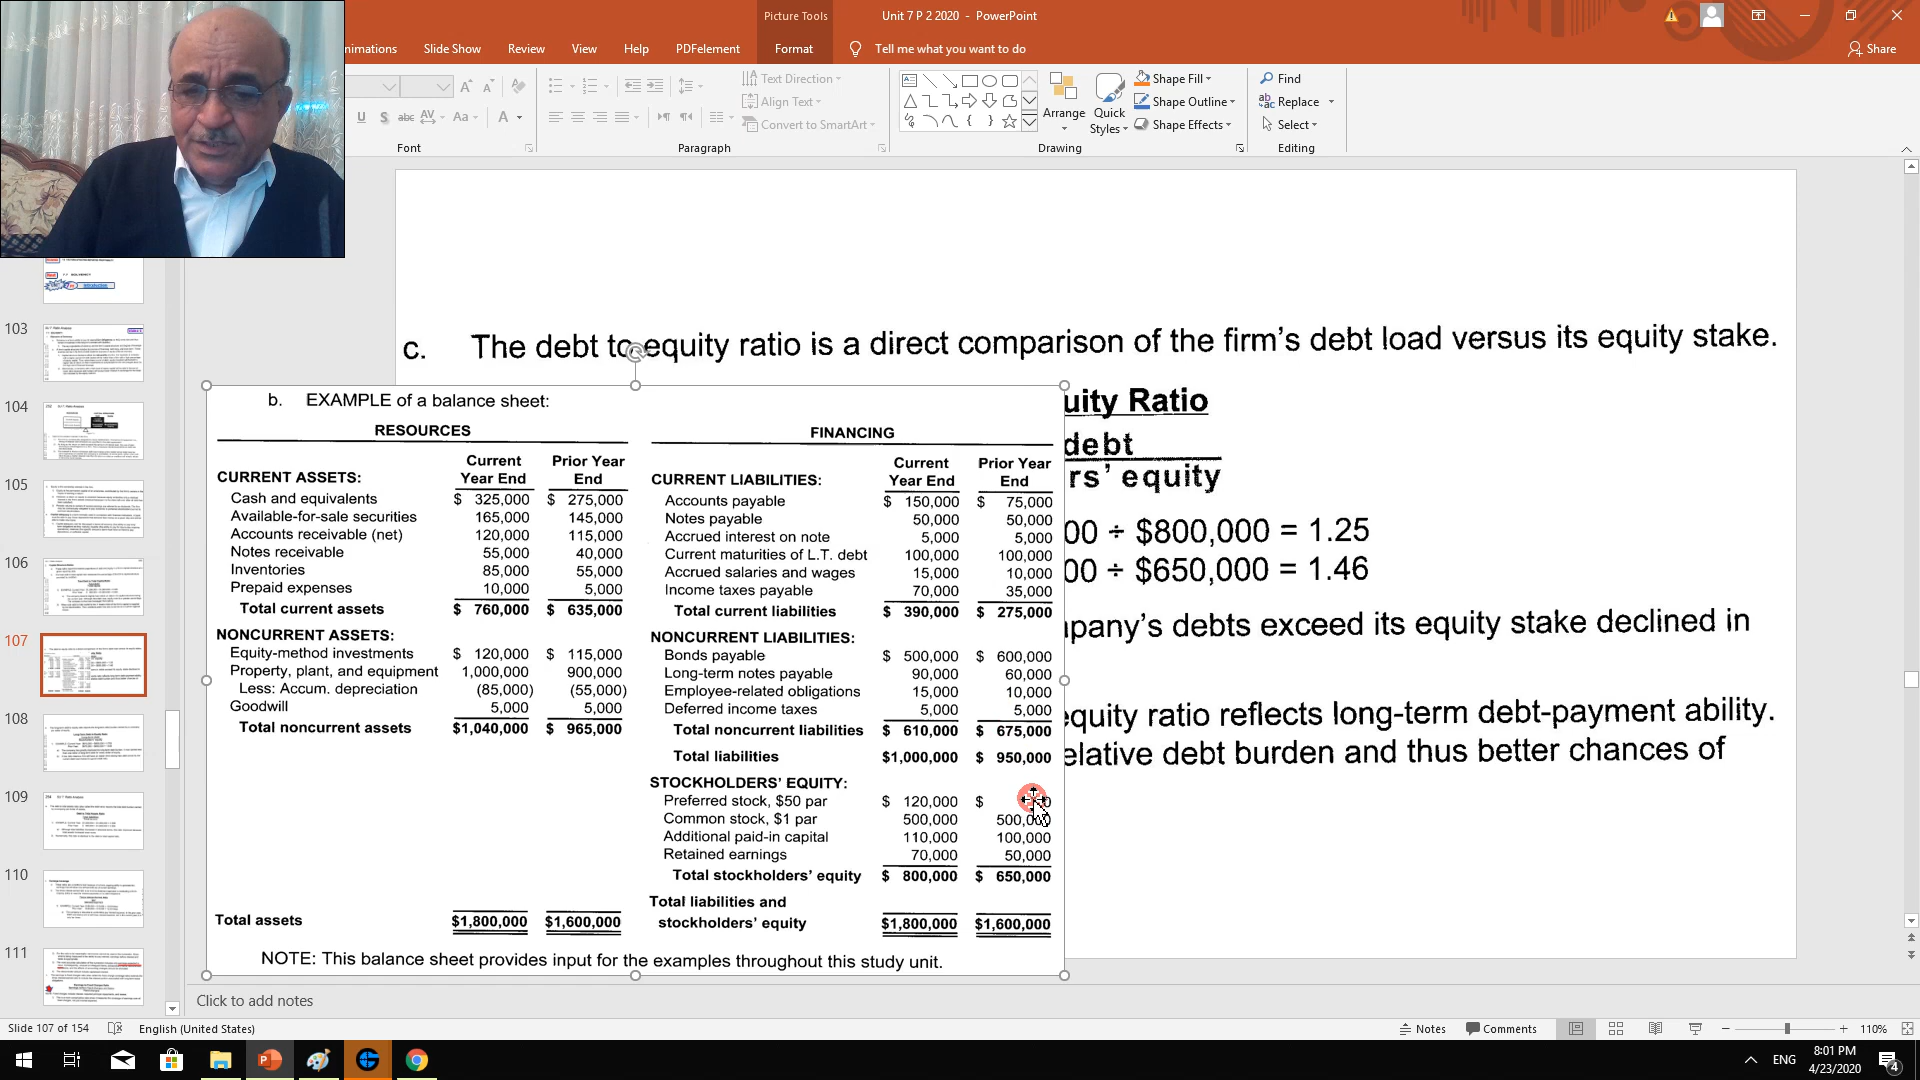 Picture Tools
Unit 7 P 2 2020 - PowerPoint
nimations
Slide Show
Review
View
Help
PDFelement
Format
Tell me what you want to do
Share
Text Direction
Align Text
Convert to SmartArt
Arrange
Quick Styles
Shape Fill
Shape Outline
Shape Effects
Find
Replace
Select
Font
Paragraph
Drawing
Editing
103
104
105
106
107
108
109
110
111
c. The debt to equity ratio is a direct comparison of the firm's debt load versus its equity stake.
uity Ratio
debt
rs' equity
00 ÷ $800,000 = 1.25
00 ÷ $650,000 = 1.46
pany's debts exceed its equity stake declined in
equity ratio reflects long-term debt-payment ability.
elative debt burden and thus better chances of
b. EXAMPLE of a balance sheet:
RESOURCES
Current Year End Prior Year End
CURRENT ASSETS:
Cash and equivalents $ 325,000 $ 275,000
Available-for-sale securities 165,000 145,000
Accounts receivable (net) 120,000 115,000
Notes receivable 55,000 40,000
Inventories 85,000 55,000
Prepaid expenses 10,000 5,000
Total current assets $ 760,000 $ 635,000
NONCURRENT ASSETS:
Equity-method investments $ 120,000 $ 115,000
Property, plant, and equipment 1,000,000 900,000
Less: Accum. depreciation (85,000) (55,000)
Goodwill 5,000 5,000
Total noncurrent assets $1,040,000 $ 965,000
Total assets $1,800,000 $1,600,000
FINANCING
Current Year End Prior Year End
CURRENT LIABILITIES:
Accounts payable $ 150,000 $ 75,000
Notes payable 50,000 50,000
Accrued interest on note 5,000 5,000
Current maturities of L.T. debt 100,000 100,000
Accrued salaries and wages 15,000 10,000
Income taxes payable 70,000 35,000
Total current liabilities $ 390,000 $ 275,000
NONCURRENT LIABILITIES:
Bonds payable $ 500,000 $ 600,000
Long-term notes payable 90,000 60,000
Employee-related obligations 15,000 10,000
Deferred income taxes 5,000 5,000
Total noncurrent liabilities $ 610,000 $ 675,000
Total liabilities $1,000,000 $ 950,000
STOCKHOLDERS' EQUITY:
Preferred stock, $50 par $ 120,000 $ 0
Common stock, $1 par 500,000 500,000
Additional paid-in capital 110,000 100,000
Retained earnings 70,000 50,000
Total stockholders' equity $ 800,000 $ 650,000
Total liabilities and
stockholders' equity $1,800,000 $1,600,000
NOTE: This balance sheet provides input for the examples throughout this study unit.
Click to add notes
Slide 107 of 154
English (United States)
Notes
Comments
110%
ENG
8:01 PM
4/23/2020
4